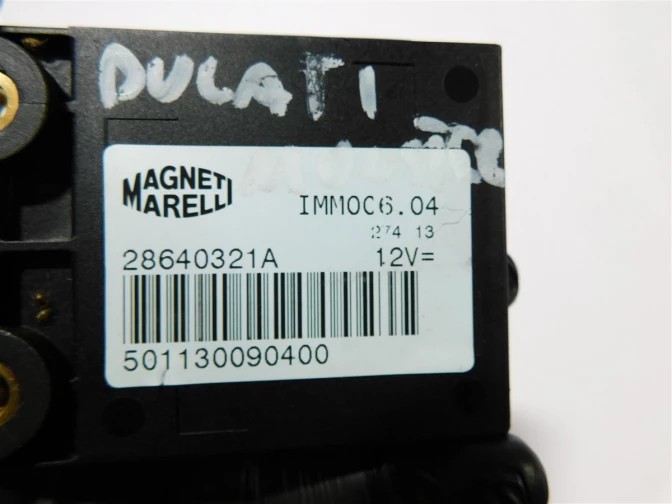 DUCATI
MAGNETI
MARELLI
IMMOC6.04
274 13
28640321A
12V=
501130090400